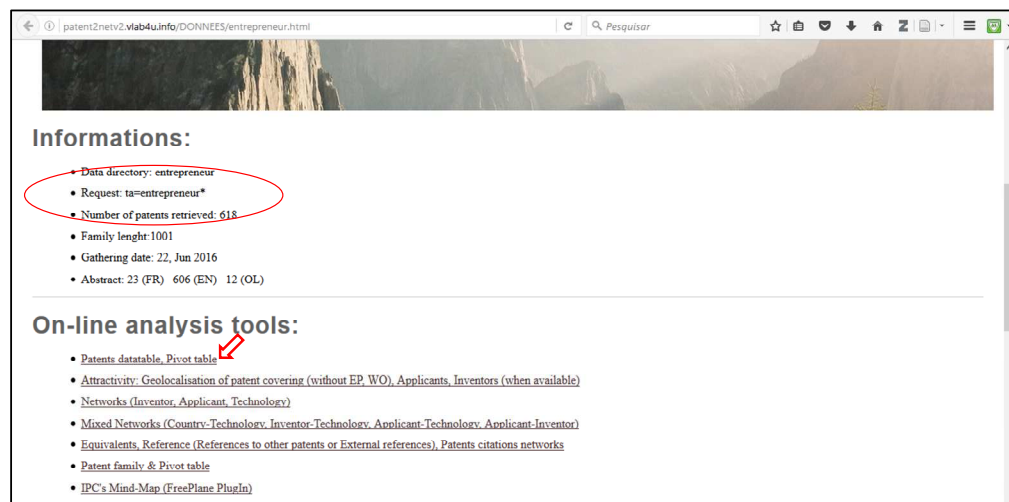 patent2netv2.vlab4u.info/DONNEES/entrepreneur.html
Pesquisar
Informations:
Data directory: entrepreneur
Request: ta=entrepreneur*
Number of patents retrieved: 618
Family lenght:1001
Gathering date: 22, Jun 2016
Abstract: 23 (FR) 606 (EN) 12 (OL)
On-line analysis tools:
Patents datatable, Pivot table
Attractivity: Geolocalisation of patent covering (without EP, WO), Applicants, Inventors (when available)
Networks (Inventor, Applicant, Technology)
Mixed Networks (Country-Technology, Inventor-Technology, Applicant-Technology, Applicant-Inventor)
Equivalents, Reference (References to other patents or External references), Patents citations networks
Patent family & Pivot table
IPC's Mind-Map (FreePlane PlugIn)